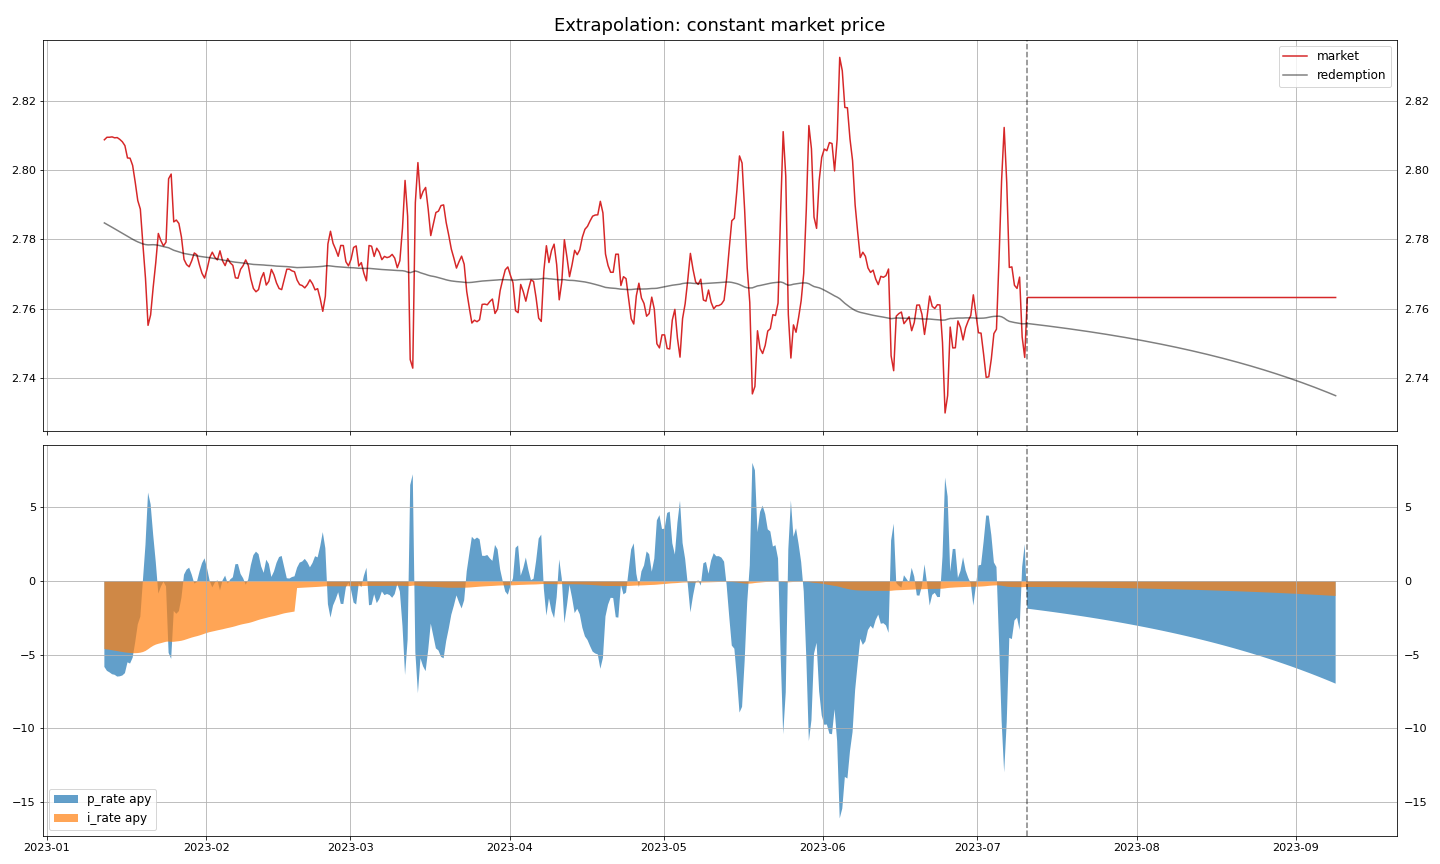 Extrapolation: constant market price
market
redemption
2.82 2.82
2.80 2.80
2.78 2.78
2.76 2.76
2.74 2.74
5 5
0 0
−5 −5
−10 −10
−15 −15
p_rate apy
i_rate apy
2023-01 2023-02 2023-03 2023-04 2023-05 2023-06 2023-07 2023-08 2023-09